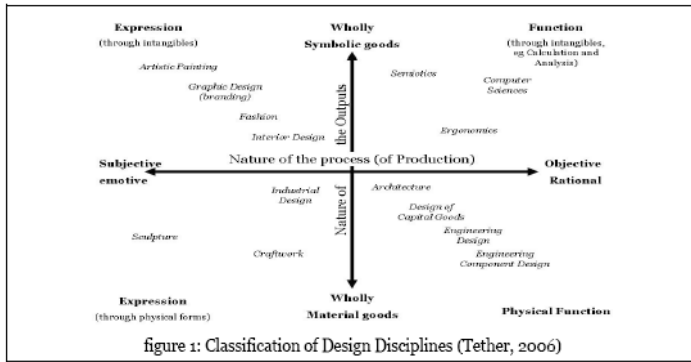 Expression
(through intangibles)
Wholly
Symbolic goods
Function
(through intangibles,
eg Calculation and
Analysis)
Artistic Painting
Graphic Design
(branding)
Fashion
Interior Design
Semiotics
Computer
Sciences
Ergonomics
the Outputs
Nature of the process (of Production)
Subjective
emotive
Objective
Rational
Nature of
Industrial
Design
Architecture
Design of
Capital Goods
Engineering
Design
Engineering
Component Design
Sculpture
Craftwork
Expression
(through physical forms)
Wholly
Material goods
Physical Function
figure 1: Classification of Design Disciplines (Tether, 2006)